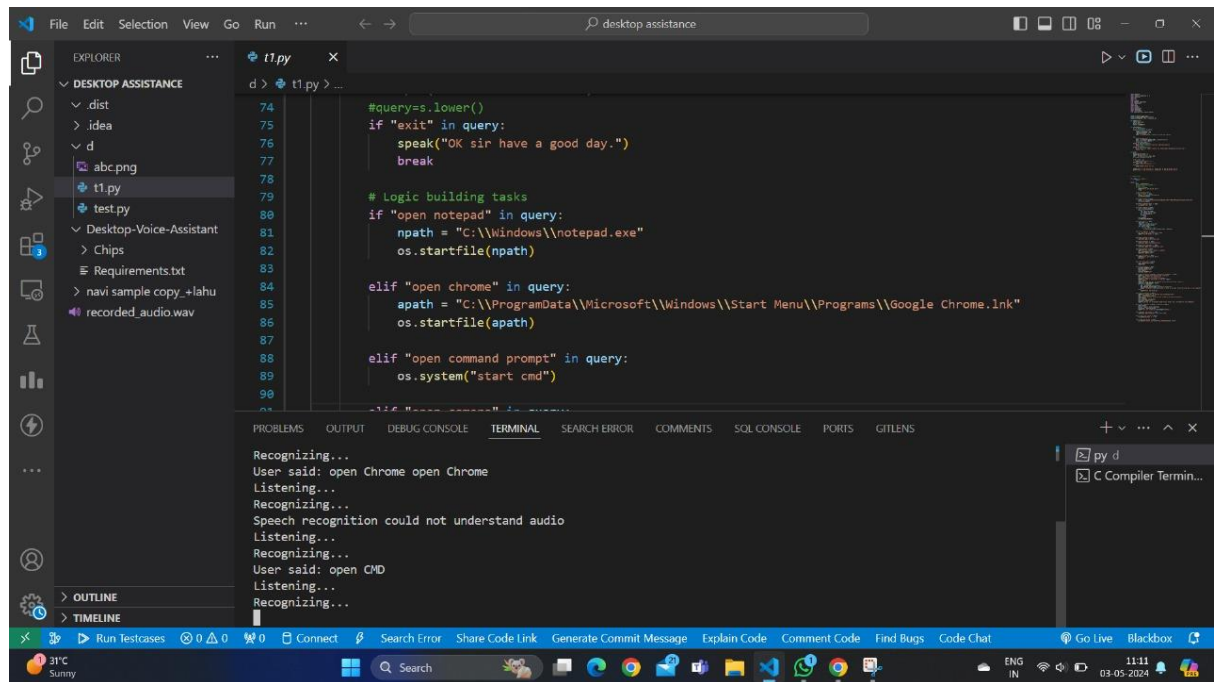 File Edit Selection View Go Run ... desktop assistance
EXPLORER ...
DESKTOP ASSISTANCE
.dist
.idea
d
abc.png
t1.py
test.py
Desktop-Voice-Assistant
Chips
Requirements.txt
navi sample copy_+lahu
recorded_audio.wav
OUTLINE
TIMELINE
t1.py
d > t1.py > ...
74 #query=s.lower()
75 if "exit" in query:
76 speak("OK sir have a good day.")
77 break
78
79 # Logic building tasks
80 if "open notepad" in query:
81 npath = "C:\\Windows\\notepad.exe"
82 os.startfile(npath)
83
84 elif "open chrome" in query:
85 apath = "C:\\ProgramData\\Microsoft\\Windows\\Start Menu\\Programs\\Google Chrome.lnk"
86 os.startfile(apath)
87
88 elif "open command prompt" in query:
89 os.system("start cmd")
90
PROBLEMS OUTPUT DEBUG CONSOLE TERMINAL SEARCH ERROR COMMENTS SQL CONSOLE PORTS GITLENS
Recognizing...
User said: open Chrome open Chrome
Listening...
Recognizing...
Speech recognition could not understand audio
Listening...
Recognizing...
User said: open CMD
Listening...
Recognizing...
py d
C Compiler Termin...
3
Run Testcases 0 0 0 Connect Search Error Share Code Link Generate Commit Message Explain Code Comment Code Find Bugs Code Chat Go Live Blackbox
1 31°C
Sunny
Search
ENG
IN
11:11
03-05-2024